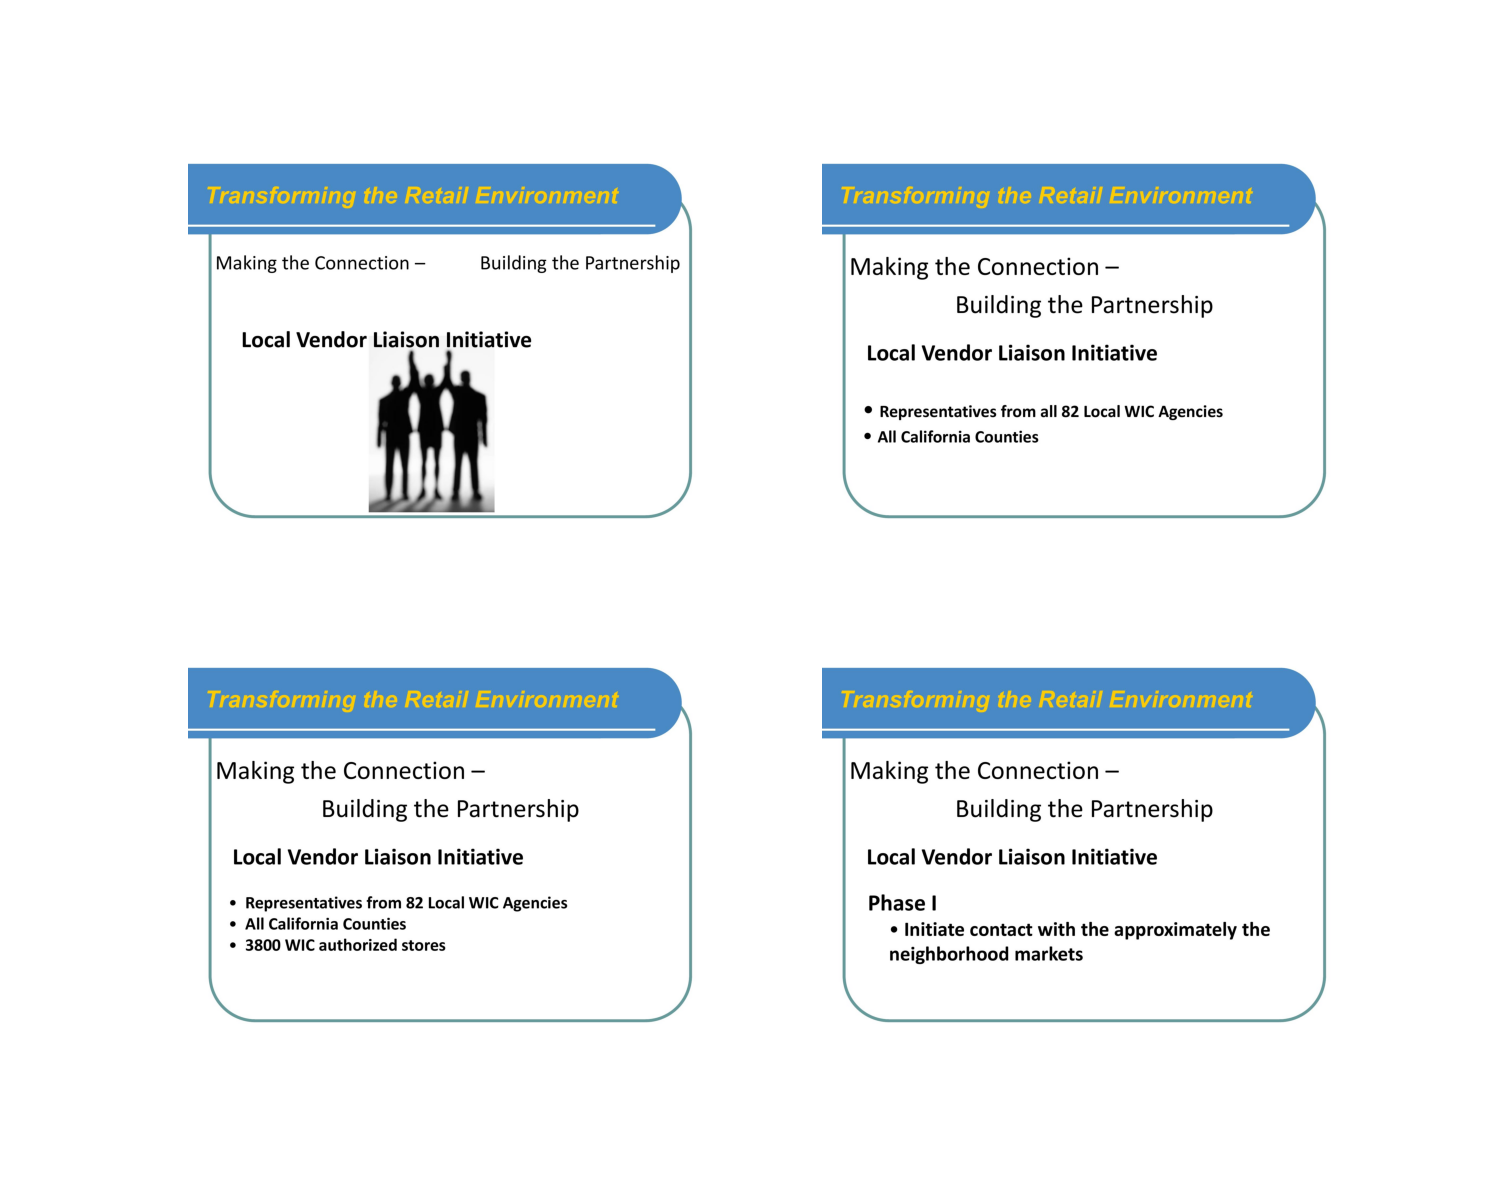 Transforming the Retail Environment
Making the Connection – Building the Partnership
Local Vendor Liaison Initiative
Transforming the Retail Environment
Making the Connection –
Building the Partnership
Local Vendor Liaison Initiative
• Representatives from all 82 Local WIC Agencies
• All California Counties
Transforming the Retail Environment
Making the Connection –
Building the Partnership
Local Vendor Liaison Initiative
• Representatives from 82 Local WIC Agencies
• All California Counties
• 3800 WIC authorized stores
Transforming the Retail Environment
Making the Connection –
Building the Partnership
Local Vendor Liaison Initiative
Phase I
• Initiate contact with the approximately the
neighborhood markets